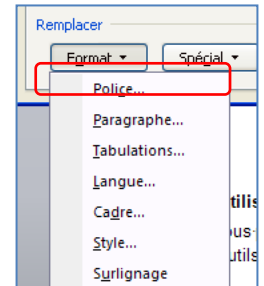 Remplacer
Format Spécial
Police...
Paragraphe...
Tabulations...
Langue...
Cadre...
Style...
Surlignage